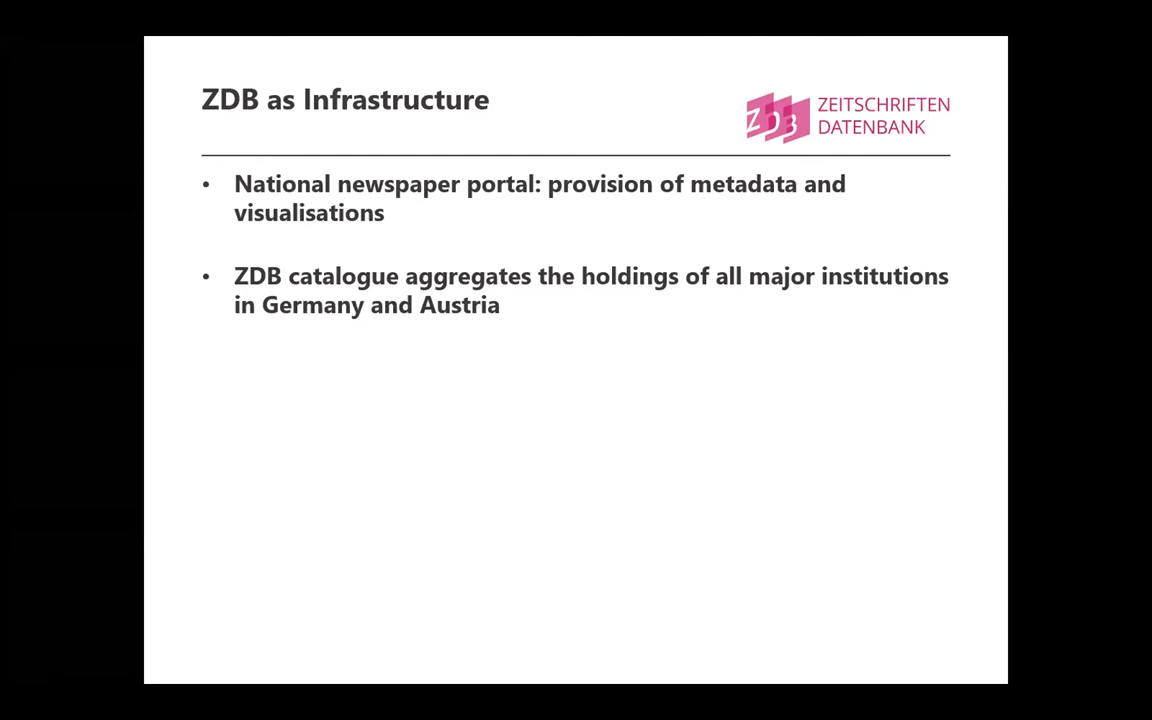 ZDB as Infrastructure
ZDB
ZEITSCHRIFTEN
DATENBANK
• National newspaper portal: provision of metadata and
visualisations
• ZDB catalogue aggregates the holdings of all major institutions
in Germany and Austria